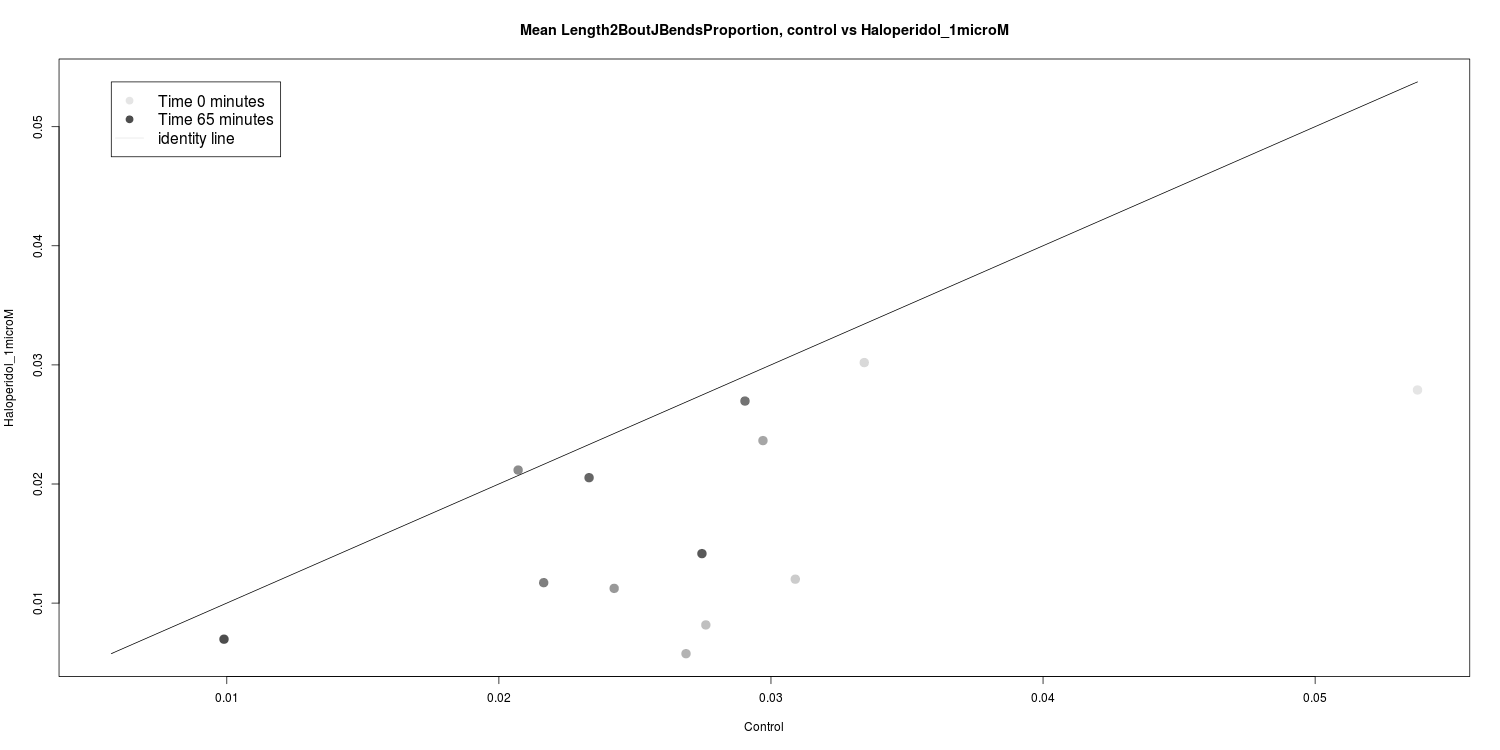 Mean Length2BoutJBendsProportion, control vs Haloperidol_1microM
Time 0 minutes
Time 65 minutes
identity line
Haloperidol_1microM
0.05
0.04
0.03
0.02
0.01
0.01 0.02 0.03 0.04 0.05
Control